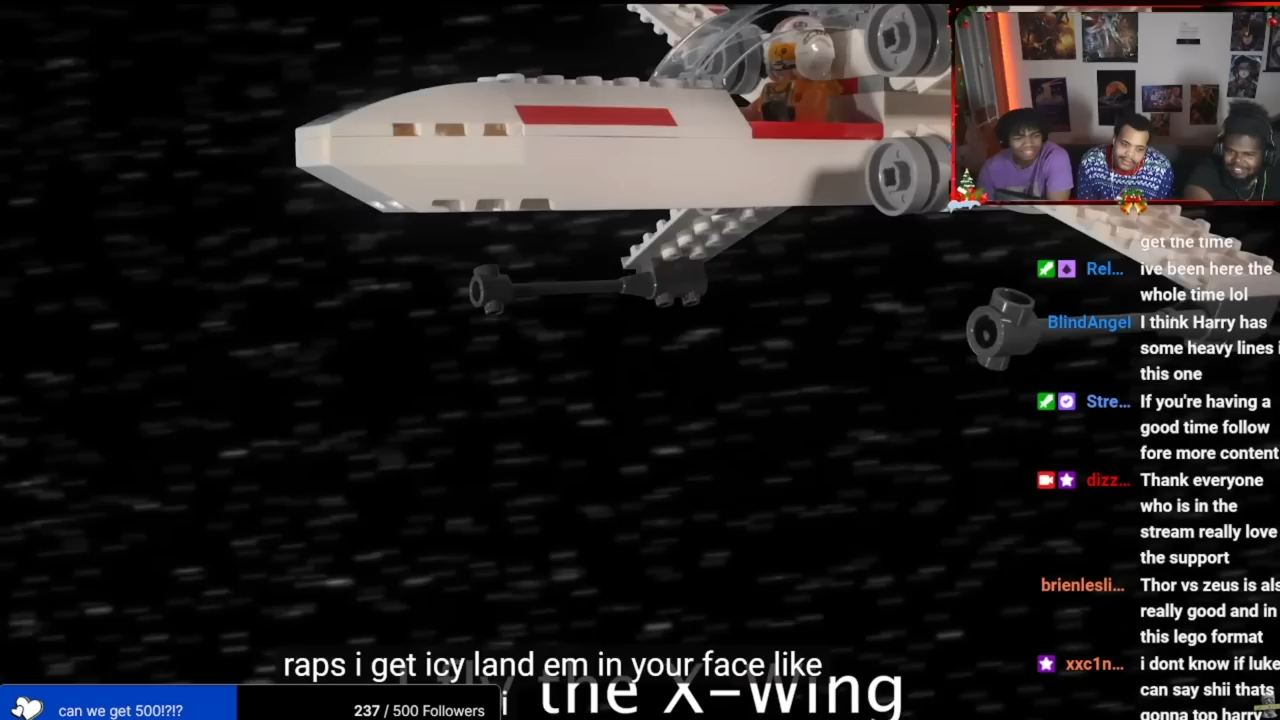 get the time
Rel... ive been here the
whole time lol
BlindAngel I think Harry has
some heavy lines i
this one
Stre... If you're having a
good time follow
fore more content
dizz... Thank everyone
who is in the
stream really love
the support
brienlesli... Thor vs zeus is als
really good and in
this lego format
xxc1n... i dont know if luke
can say shii thats
gonna top harry
raps i get icy land em in your face like
i the X-Wing
can we get 500!?!? 237 / 500 Followers